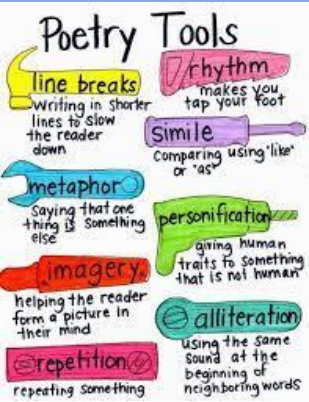 Poetry Tools
line breaks
Writing in shorter
lines to slow
the reader
down
rhythm
makes you
tap your foot
simile
Comparing using "like"
or "as"
metaphor
Saying that one
thing is something
else
personification
giving human
traits to something
that is not human
imagery
helping the reader
form a picture in
their mind
alliteration
using the same
sound at the
beginning of
neighboring words
repetition
repeating something